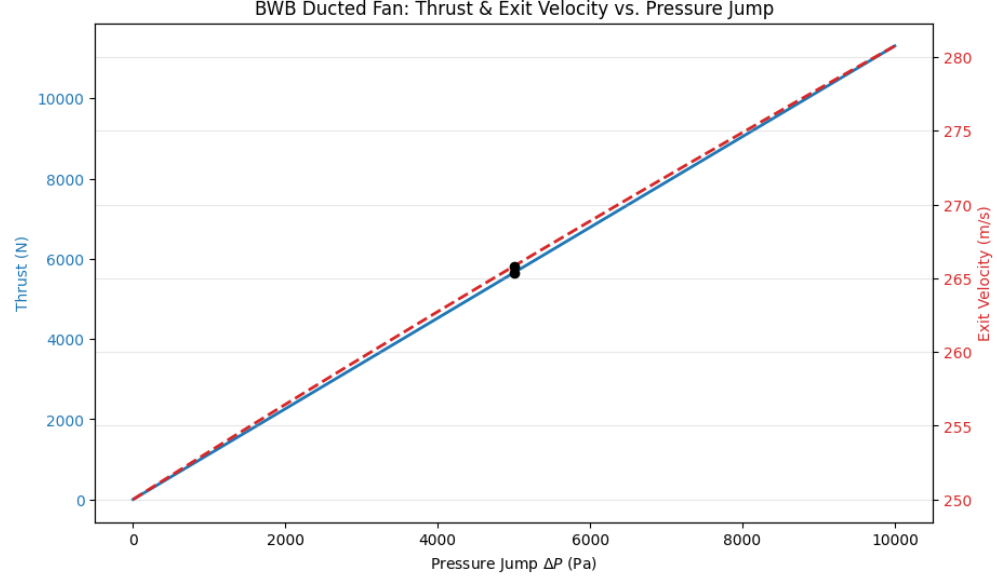 BWB Ducted Fan: Thrust & Exit Velocity vs. Pressure Jump
Thrust (N)
10000
8000
6000
4000
2000
0
280
275
270
265
260
255
250
Exit Velocity (m/s)
0 2000 4000 6000 8000 10000
Pressure Jump ΔP (Pa)